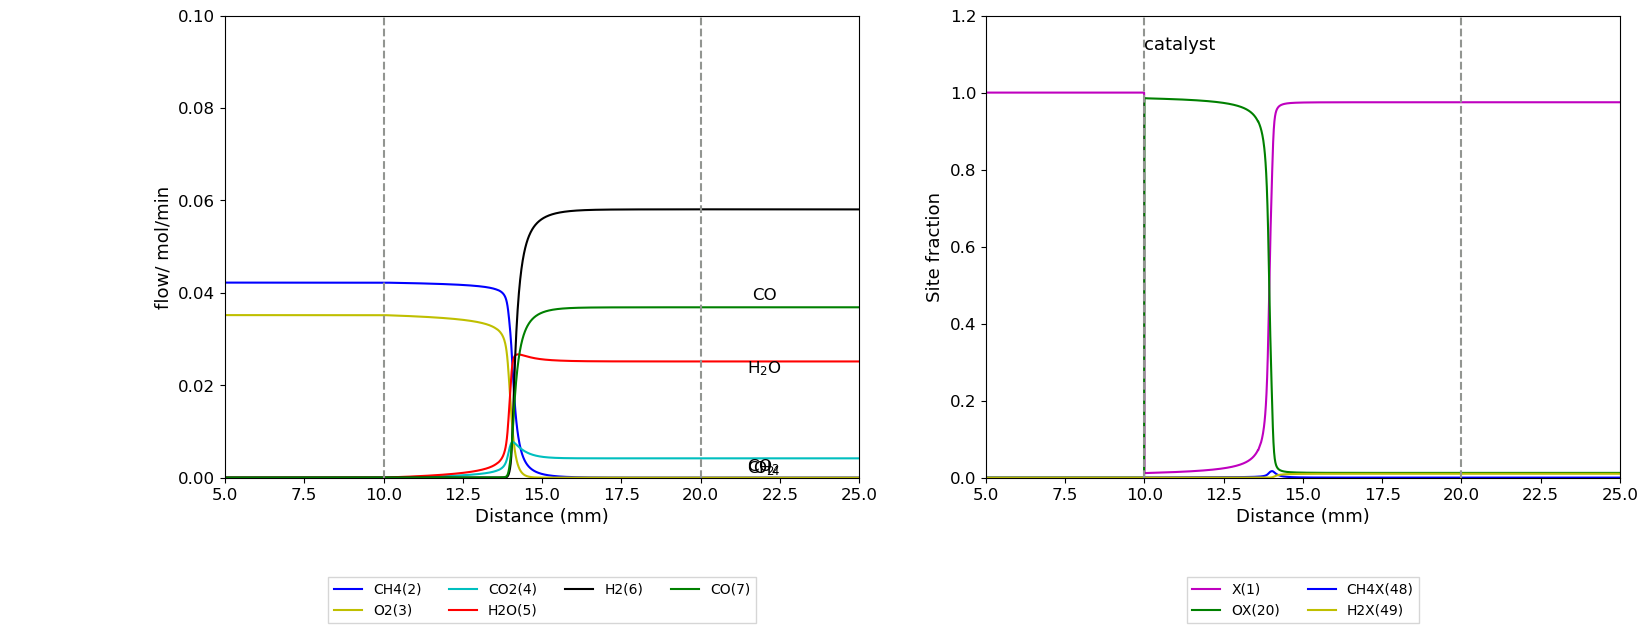 0.10
0.08
0.06
0.04
0.02
0.00
flow/ mol/min
5.0 7.5 10.0 12.5 15.0 17.5 20.0 22.5 25.0
Distance (mm)
CO
H₂O
CH4(2) CO2(4) H2(6) CO(7)
O2(3) H2O(5)
1.2
1.0
0.8
0.6
0.4
0.2
0.0
Site fraction
catalyst
5.0 7.5 10.0 12.5 15.0 17.5 20.0 22.5 25.0
Distance (mm)
X(1) CH4X(48)
OX(20) H2X(49)